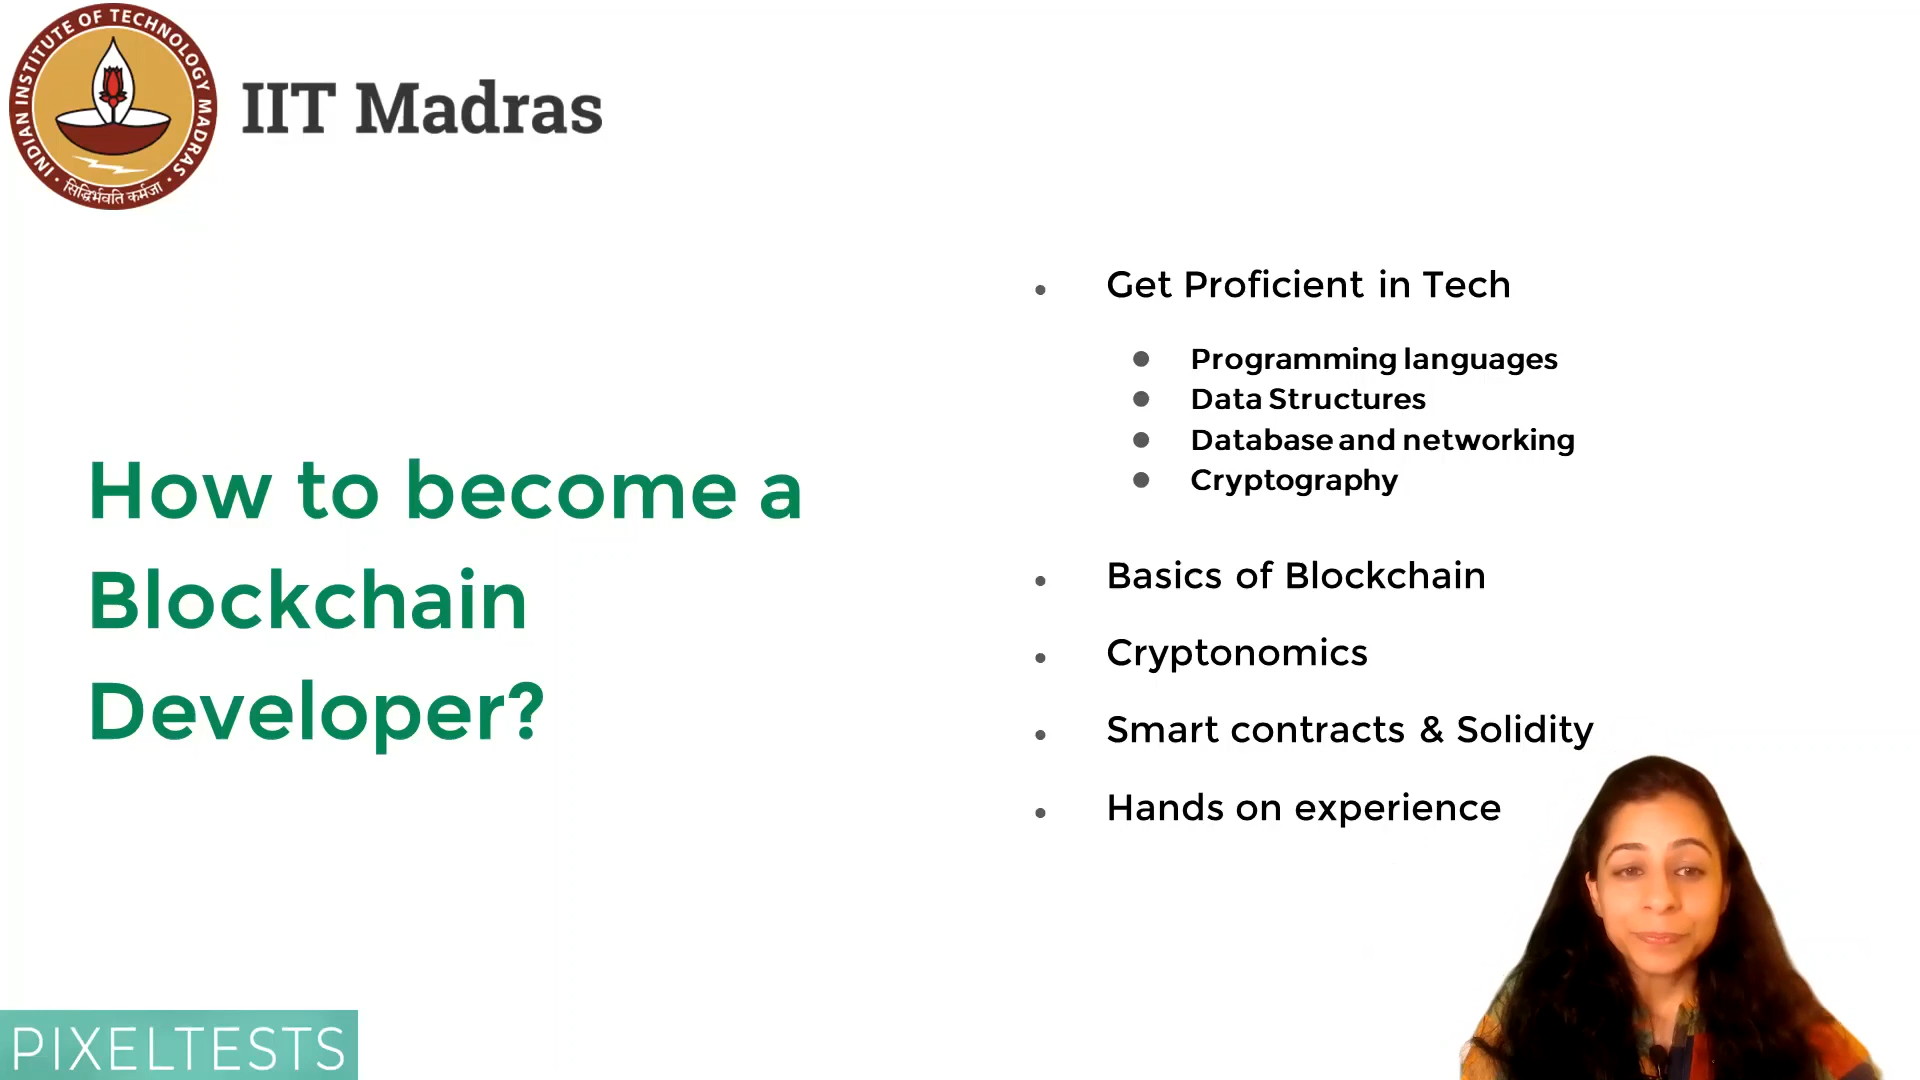 INDIAN INSTITUTE OF TECHNOLOGY MADRAS
सिद्धिर्भवति कर्मजा
IIT Madras
How to become a
Blockchain
Developer?
• Get Proficient in Tech
● Programming languages
● Data Structures
● Database and networking
● Cryptography
• Basics of Blockchain
• Cryptonomics
• Smart contracts & Solidity
• Hands on experience
PIXELTESTS